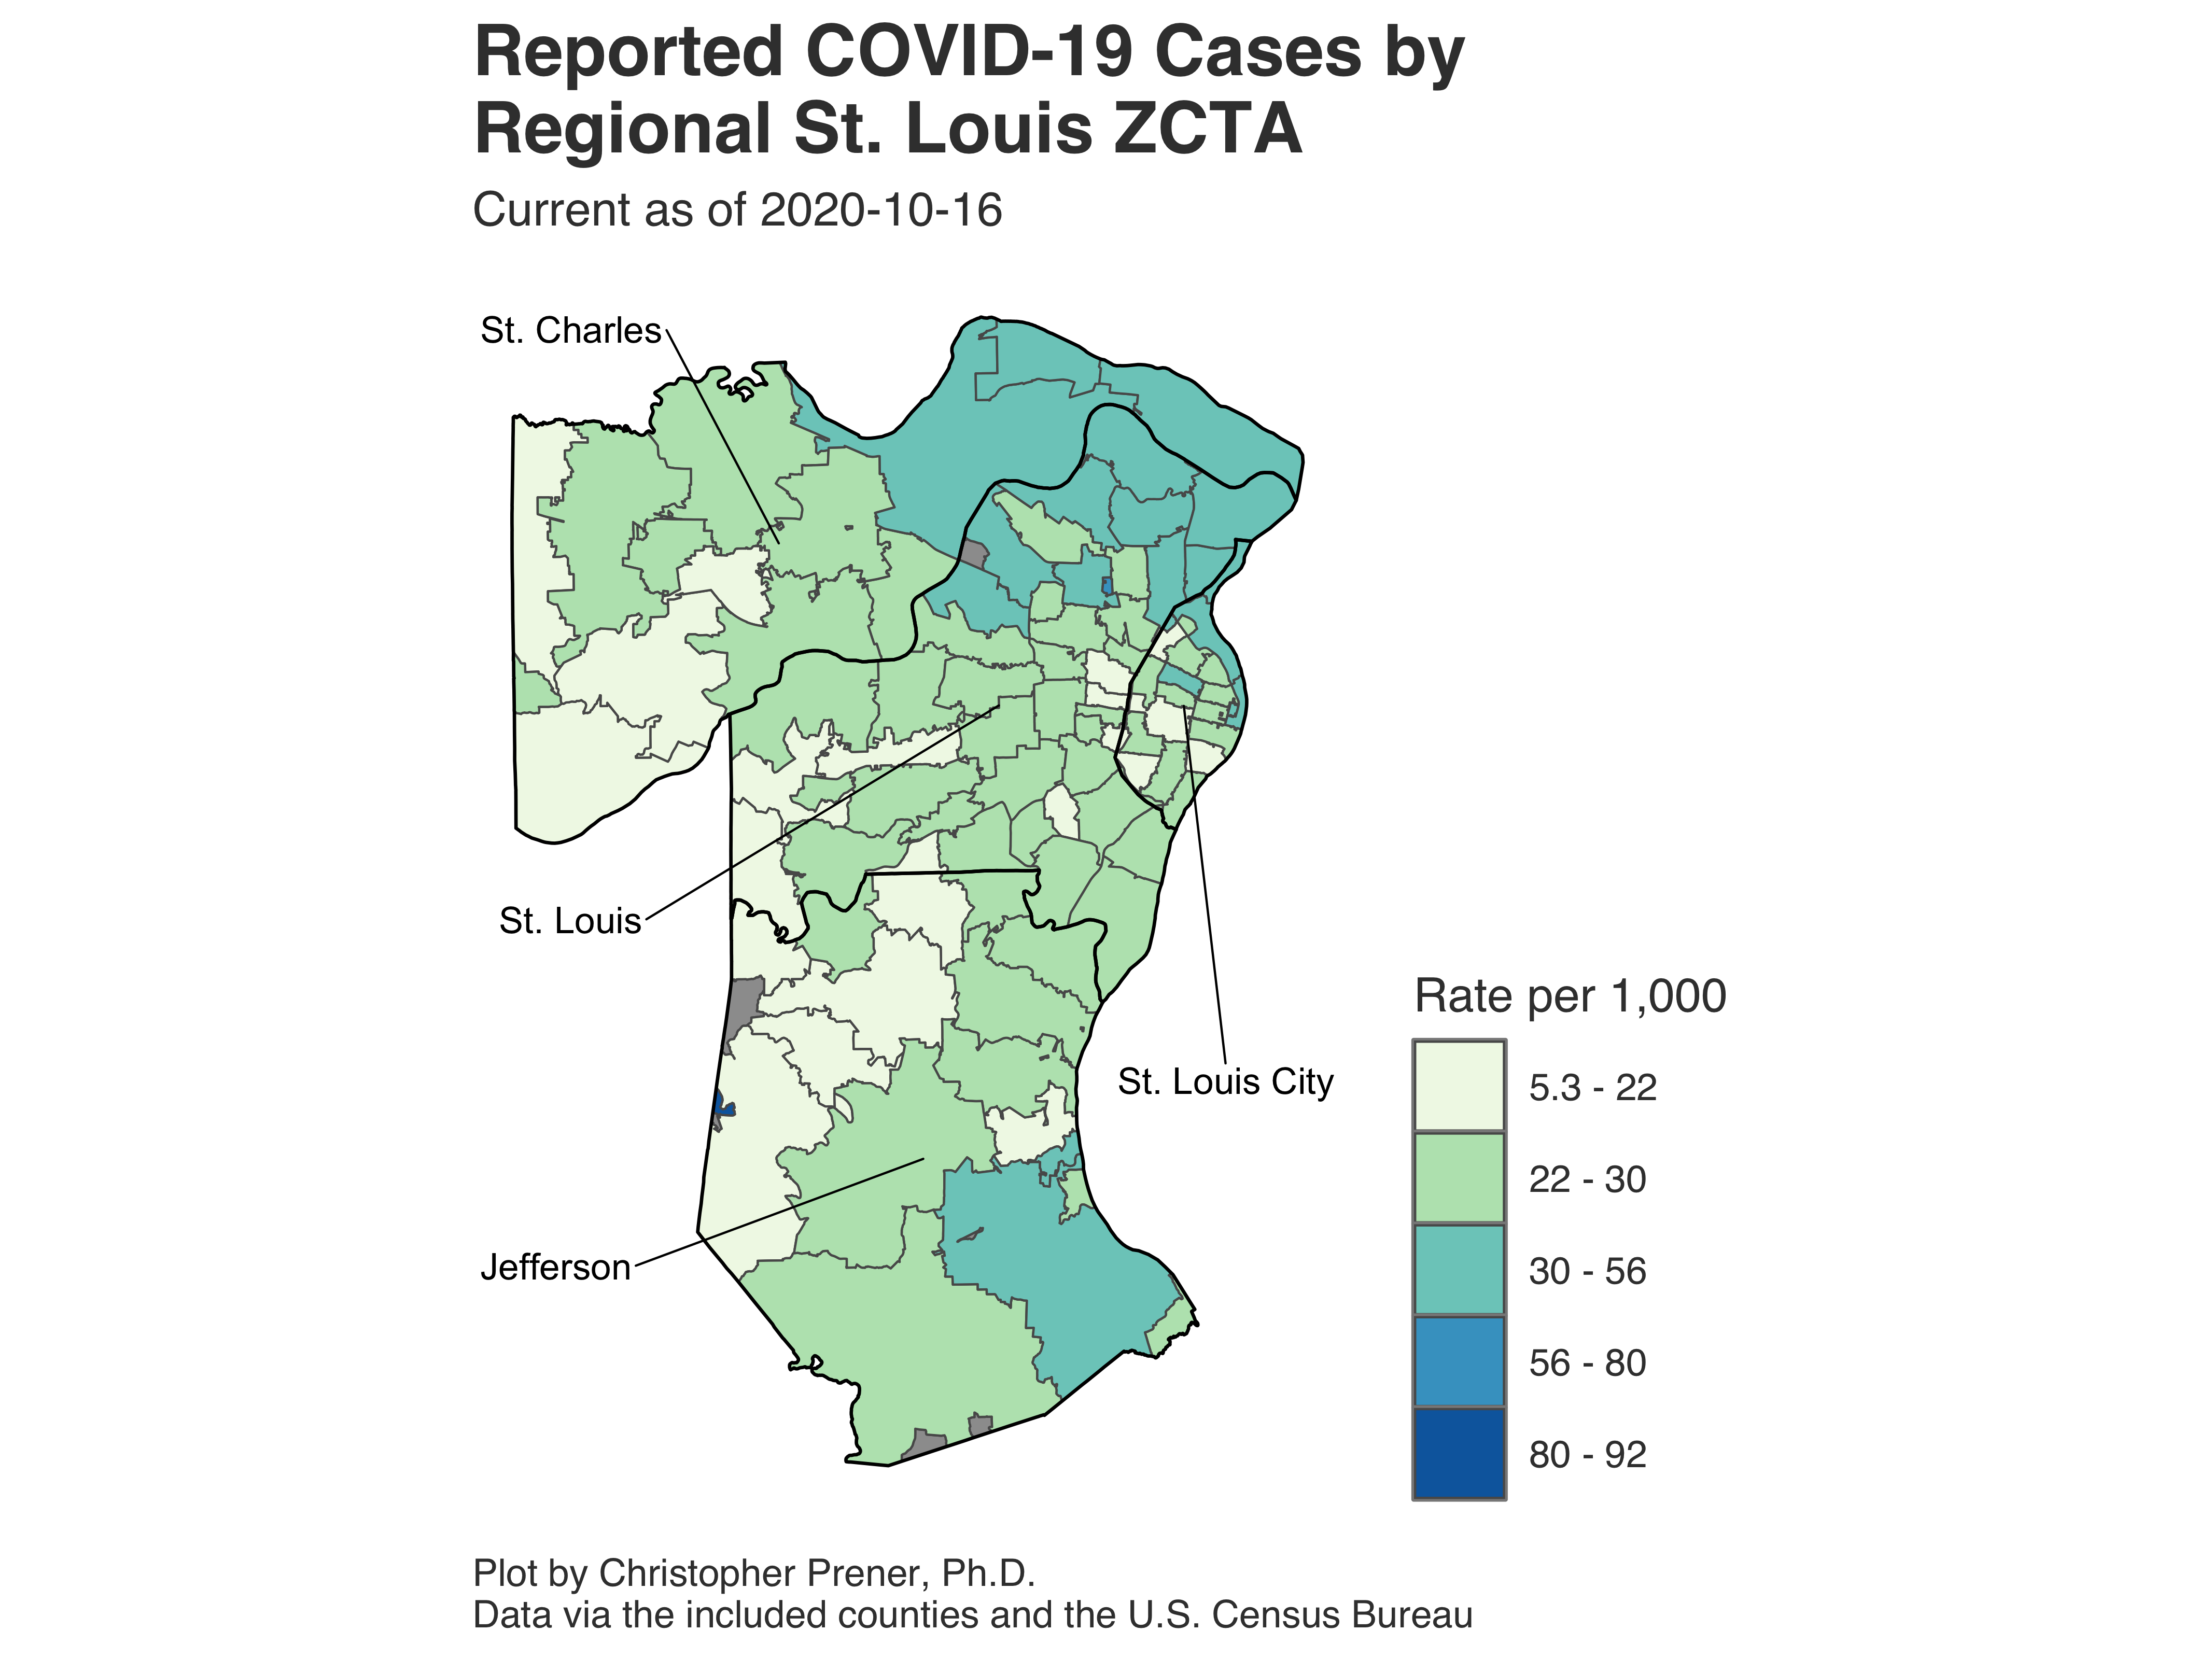 Reported COVID-19 Cases by
Regional St. Louis ZCTA
Current as of 2020-10-16
St. Charles
St. Louis
St. Louis City
Jefferson
Rate per 1,000
5.3 - 22
22 - 30
30 - 56
56 - 80
80 - 92
Plot by Christopher Prener, Ph.D.
Data via the included counties and the U.S. Census Bureau